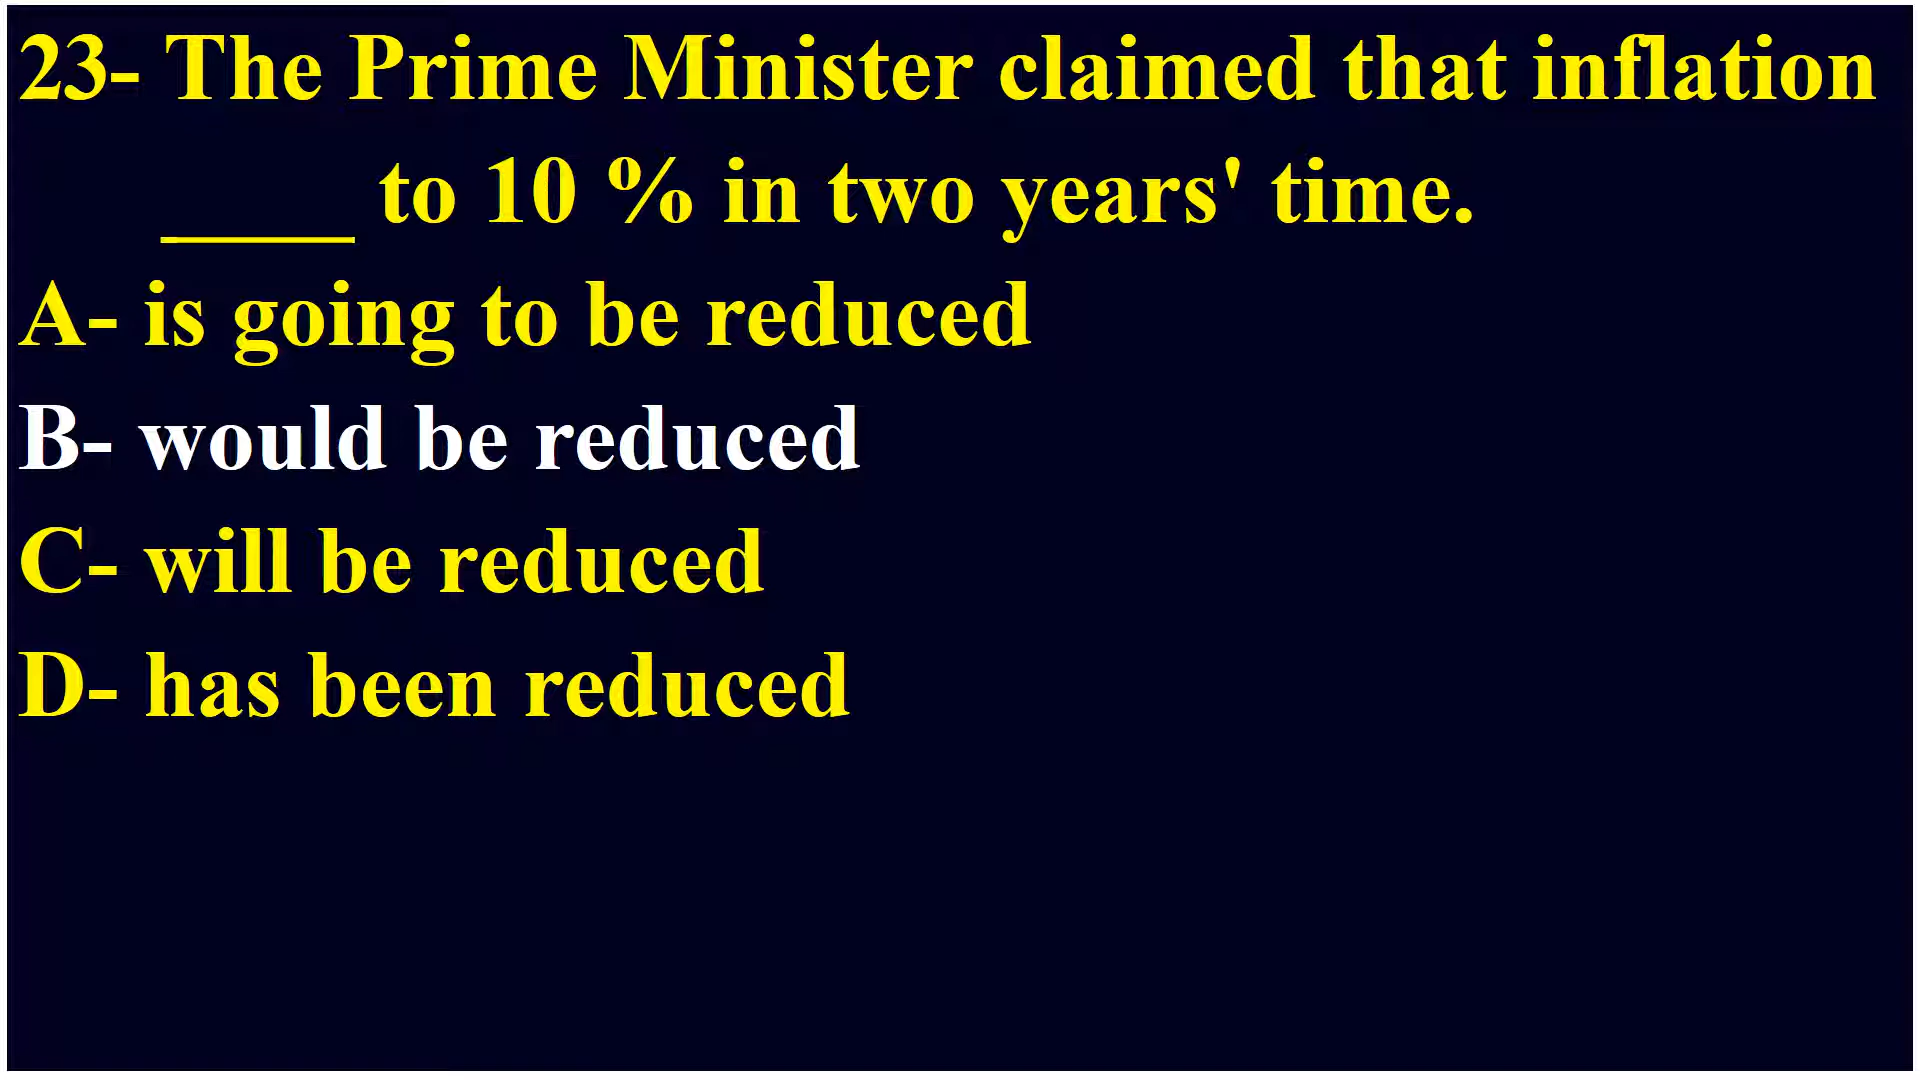 23- The Prime Minister claimed that inflation
____ to 10 % in two years' time.
A- is going to be reduced
B- would be reduced
C- will be reduced
D- has been reduced